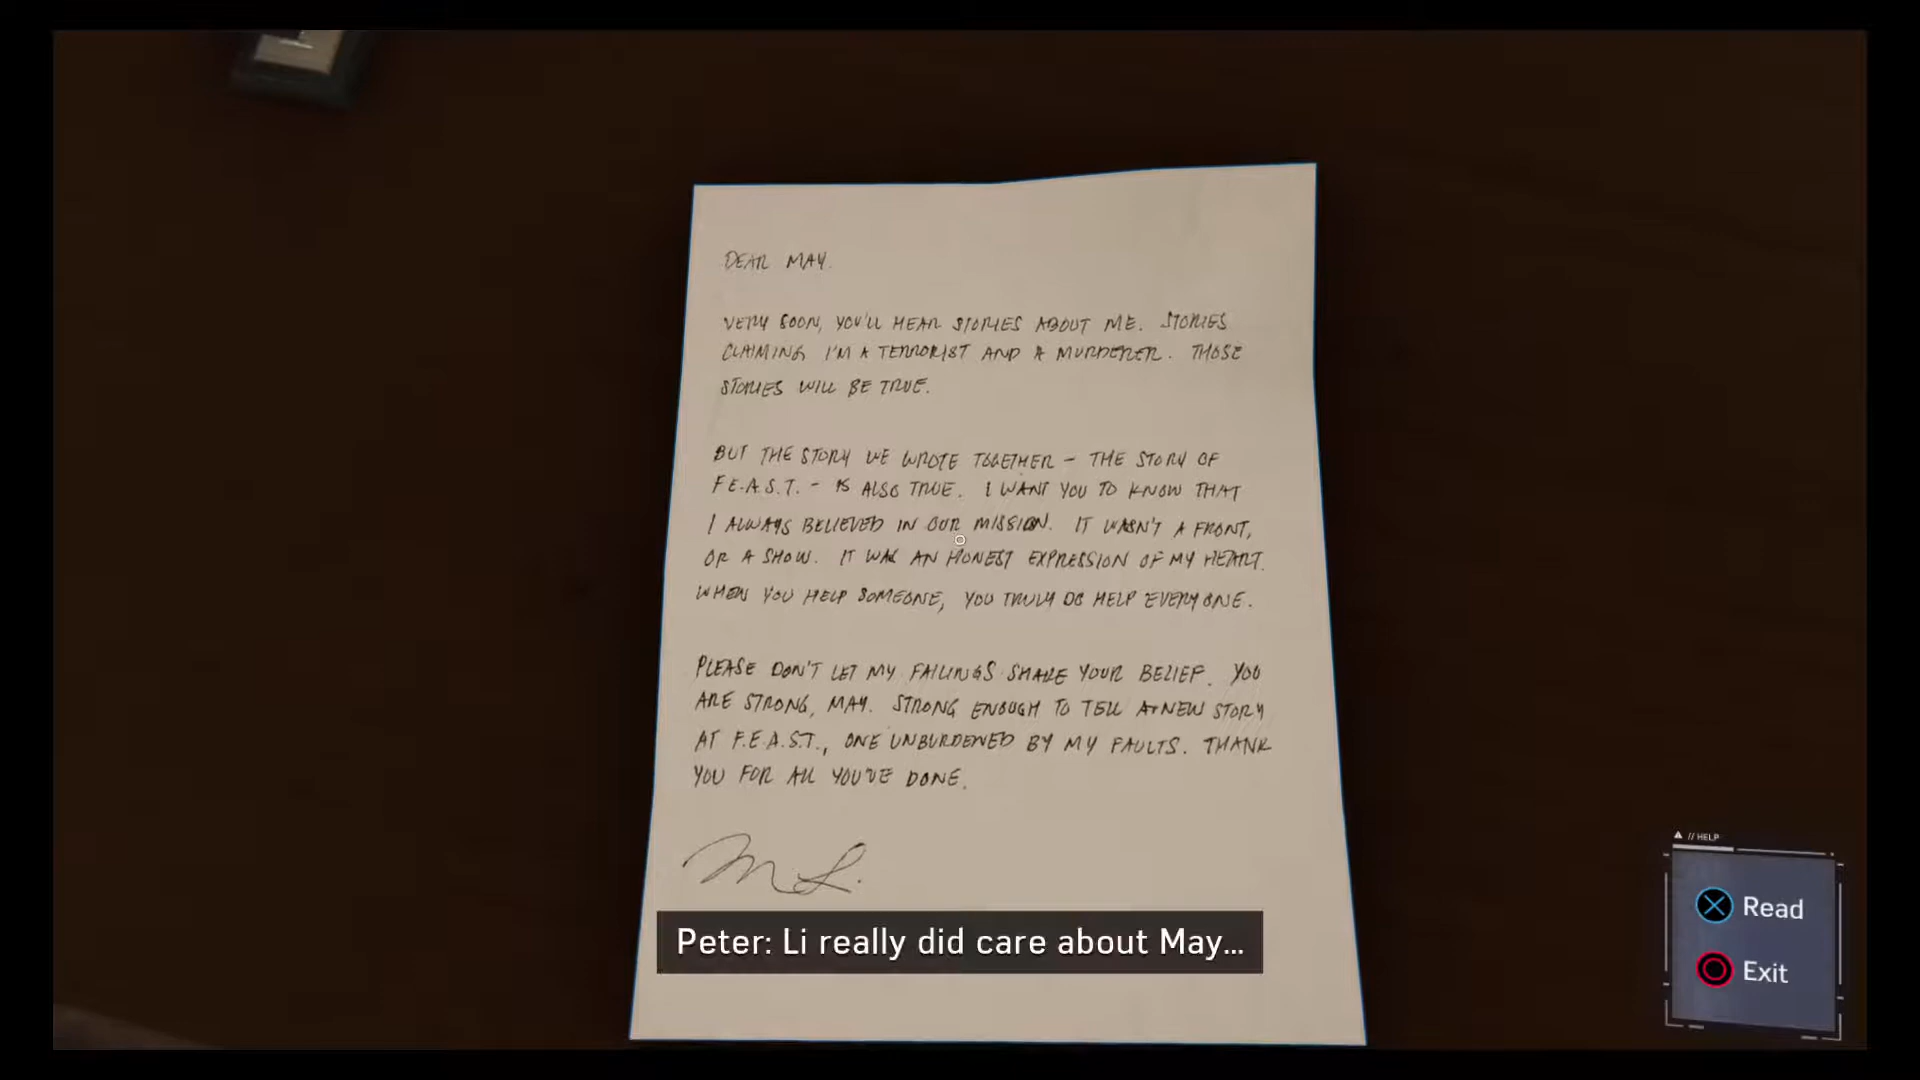 DEAR MAY.
VERY SOON, YOU'LL HEAR STORIES ABOUT ME. STORIES
CLAIMING I'M A TERRORIST AND A MURDERER. THOSE
STORIES WILL BE TRUE.
BUT THE STORY WE WROTE TOGETHER - THE STORY OF
F.E.A.S.T. - IS ALSO TRUE. I WANT YOU TO KNOW THAT
I ALWAYS BELIEVED IN OUR MISSION. IT WASN'T A FRONT,
OR A SHOW. IT WAS AN HONEST EXPRESSION OF MY HEART.
WHEN YOU HELP SOMEONE, YOU TRULY DO HELP EVERYONE.
PLEASE DON'T LET MY FAILINGS SHAKE YOUR BELIEF. YOU
ARE STRONG, MAY. STRONG ENOUGH TO TELL A NEW STORY
AT F.E.A.S.T., ONE UNBURDENED BY MY FAULTS. THANK
YOU FOR ALL YOU'VE DONE.
M L.
Peter: Li really did care about May...
// HELP
Read
Exit